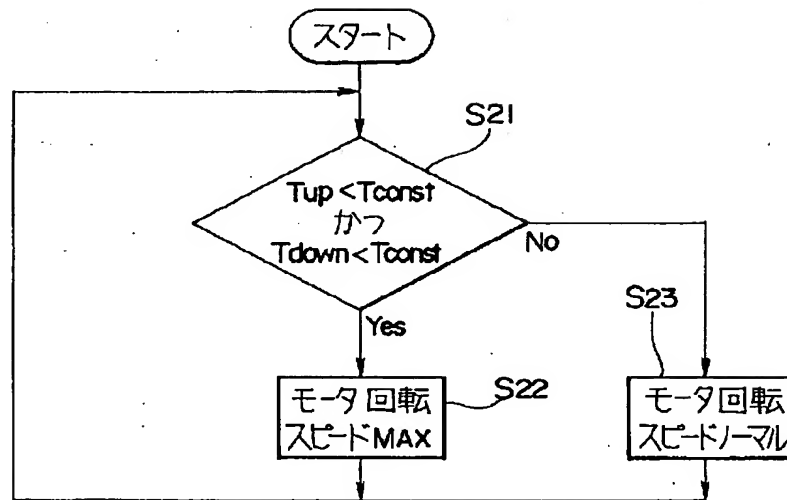 スタート
S21
Tup<Tconst
かつ
Tdown<Tconst
No
Yes
S22
モータ回転
スピードMAX
S23
モータ回転
スピードノーマル